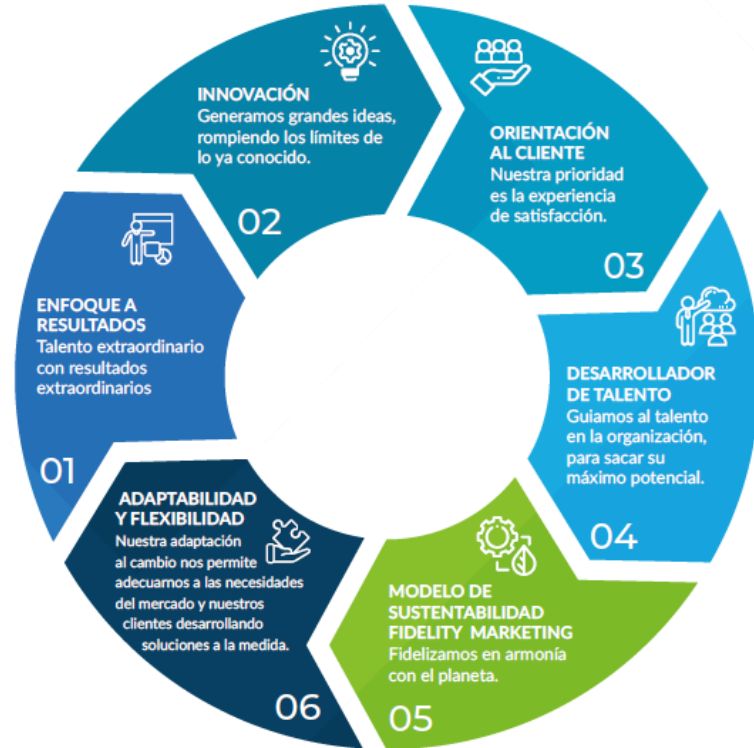 ENFOQUE A
RESULTADOS
Talento extraordinario
con resultados
extraordinarios
01
INNOVACIÓN
Generamos grandes ideas,
rompiendo los límites de
lo ya conocido.
02
ORIENTACIÓN
AL CLIENTE
Nuestra prioridad
es la experiencia
de satisfacción.
03
DESARROLLADOR
DE TALENTO
Guiamos al talento
en la organización,
para sacar su
máximo potencial.
04
MODELO DE
SUSTENTABILIDAD
FIDELITY MARKETING
Fidelizamos en armonía
con el planeta.
05
ADAPTABILIDAD
Y FLEXIBILIDAD
Nuestra adaptación
al cambio nos permite
adecuarnos a las necesidades
del mercado y nuestros
clientes desarrollando
soluciones a la medida.
06